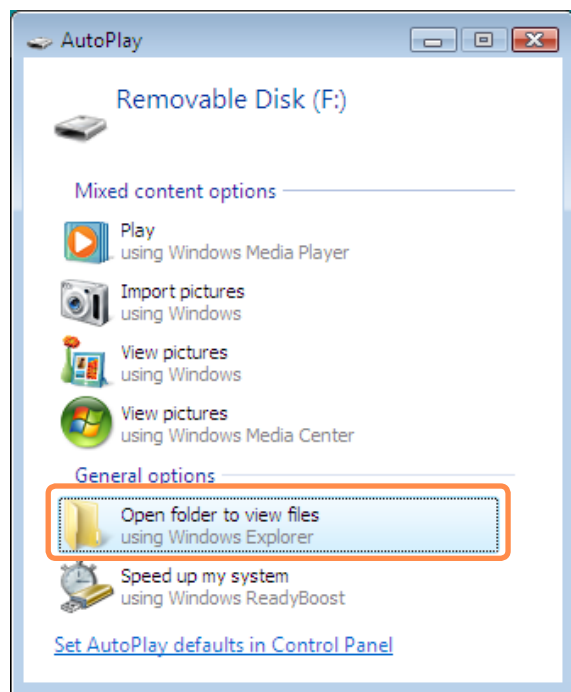 AutoPlay
Removable Disk (F:)
Mixed content options
Play
using Windows Media Player
Import pictures
using Windows
View pictures
using Windows
View pictures
using Windows Media Center
General options
Open folder to view files
using Windows Explorer
Speed up my system
using Windows ReadyBoost
Set AutoPlay defaults in Control Panel